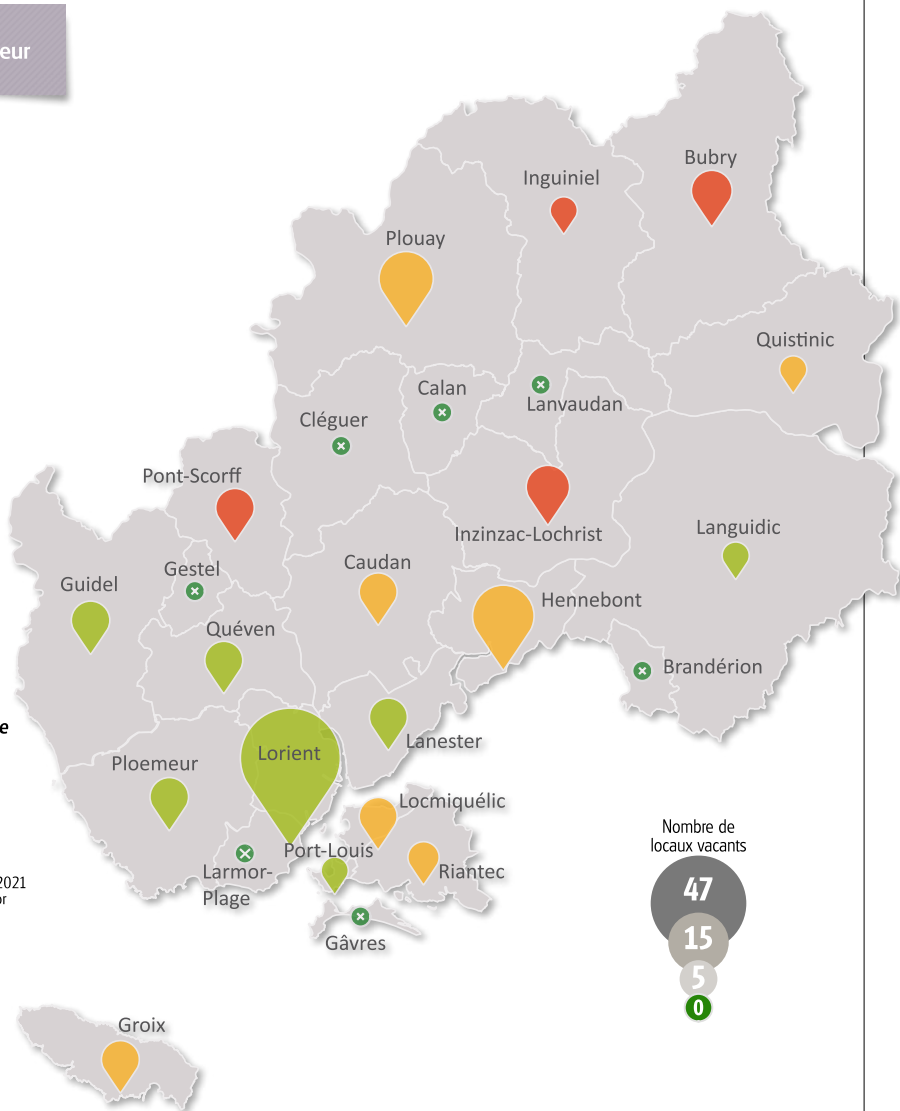 eur
Bubry
Inguiniel
Plouay
Quistinic
Calan
Lanvaudan
Cléguer
Pont-Scorff
Inzinzac-Lochrist
Languidic
Caudan
Gestel
Guidel
Hennebont
Quéven
Brandérion
e
Lanester
Lorient
Ploemeur
Locmiquélic
Nombre de
locaux vacants
Port-Louis
Riantec
Larmor-
Plage
2021
or
47
15
5
0
Gâvres
Groix